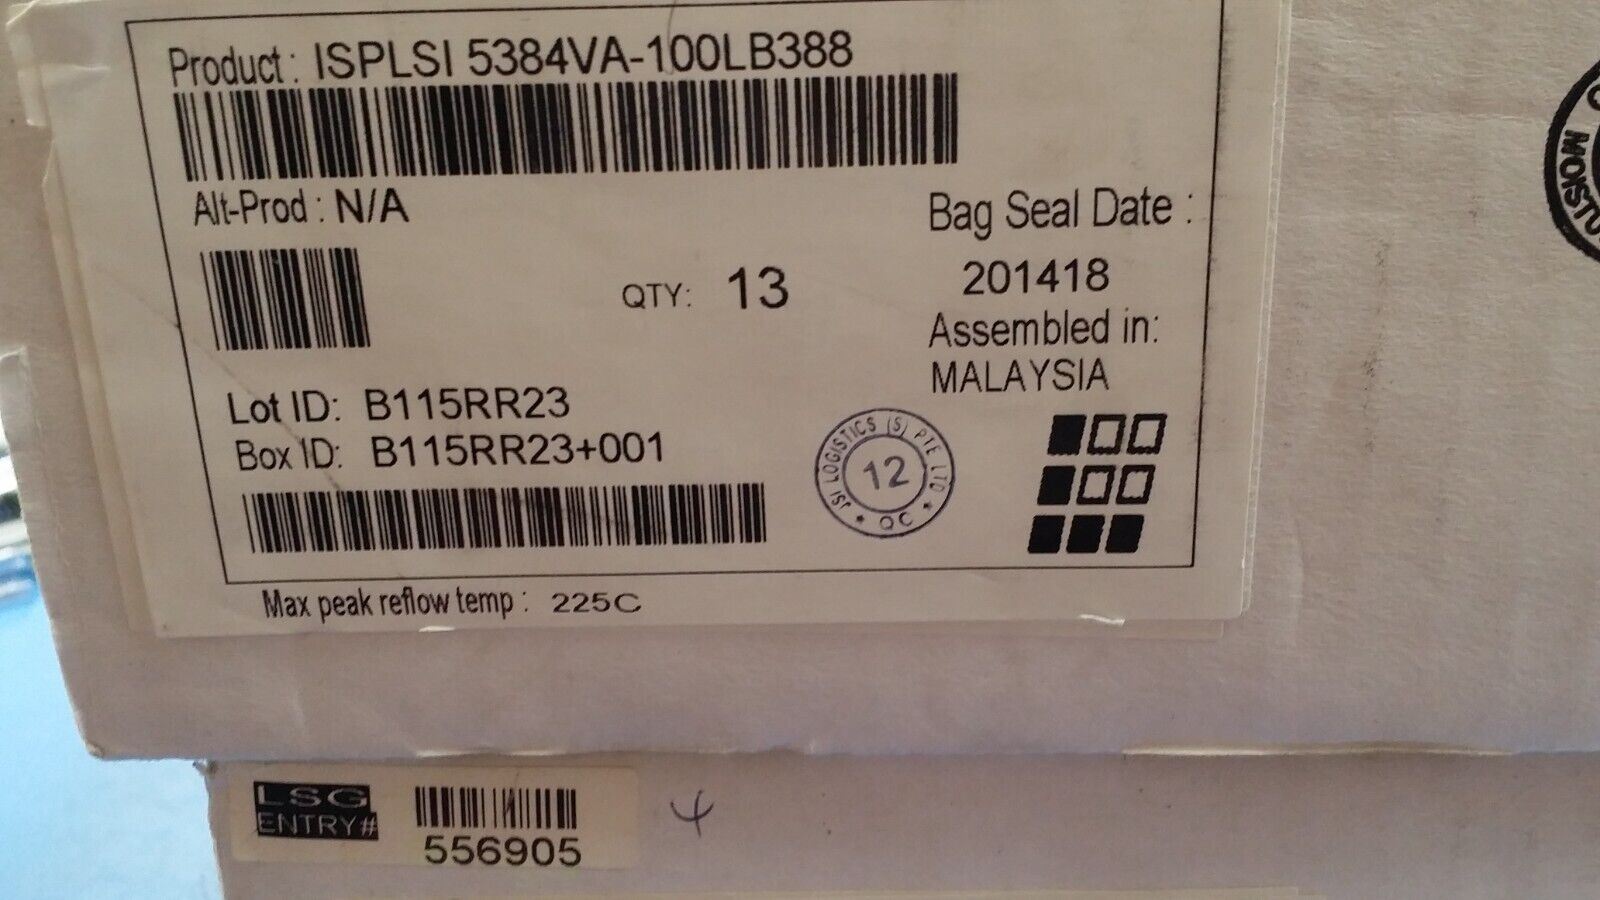 Product : ISPLSI 5384VA-100LB388
Alt-Prod : N/A
QTY: 13
Bag Seal Date :
201418
Assembled in:
MALAYSIA
Lot ID: B115RR23
Box ID: B115RR23+001
JSI LOGISTICS (S) PTE LTD
12
* QC *
Max peak reflow temp : 225C
LSG
ENTRY#
556905